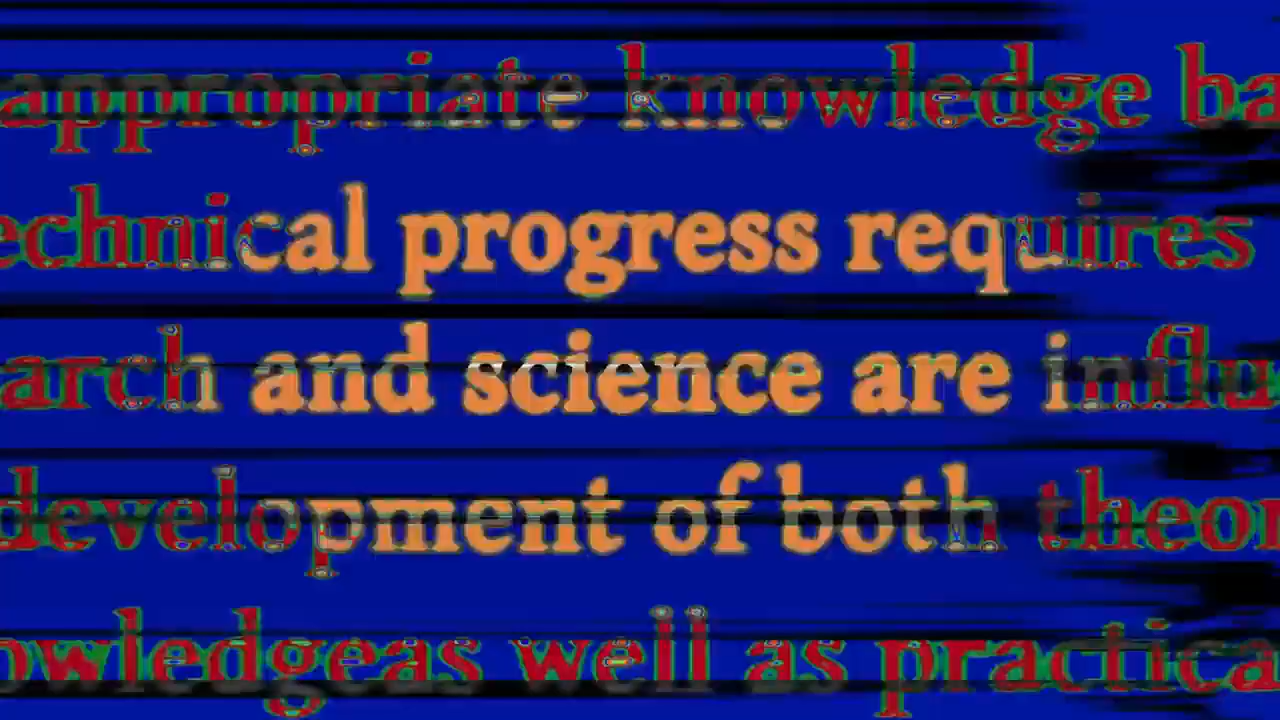 appropriate knowledge ba
echnical progress requires
arch and science are influ
development of both theor
owledgeas well as practica